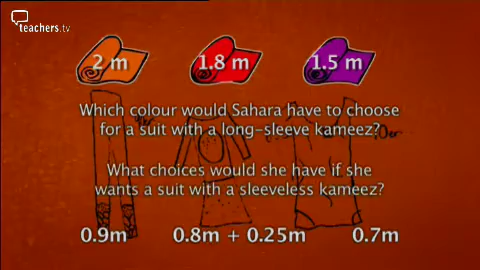 teachers.tv
2 m 1.8 m 1.5 m
Which colour would Sahara have to choose
for a suit with a long-sleeve kameez?
What choices would she have if she
wants a suit with a sleeveless kameez?
0.9m 0.8m + 0.25m 0.7m